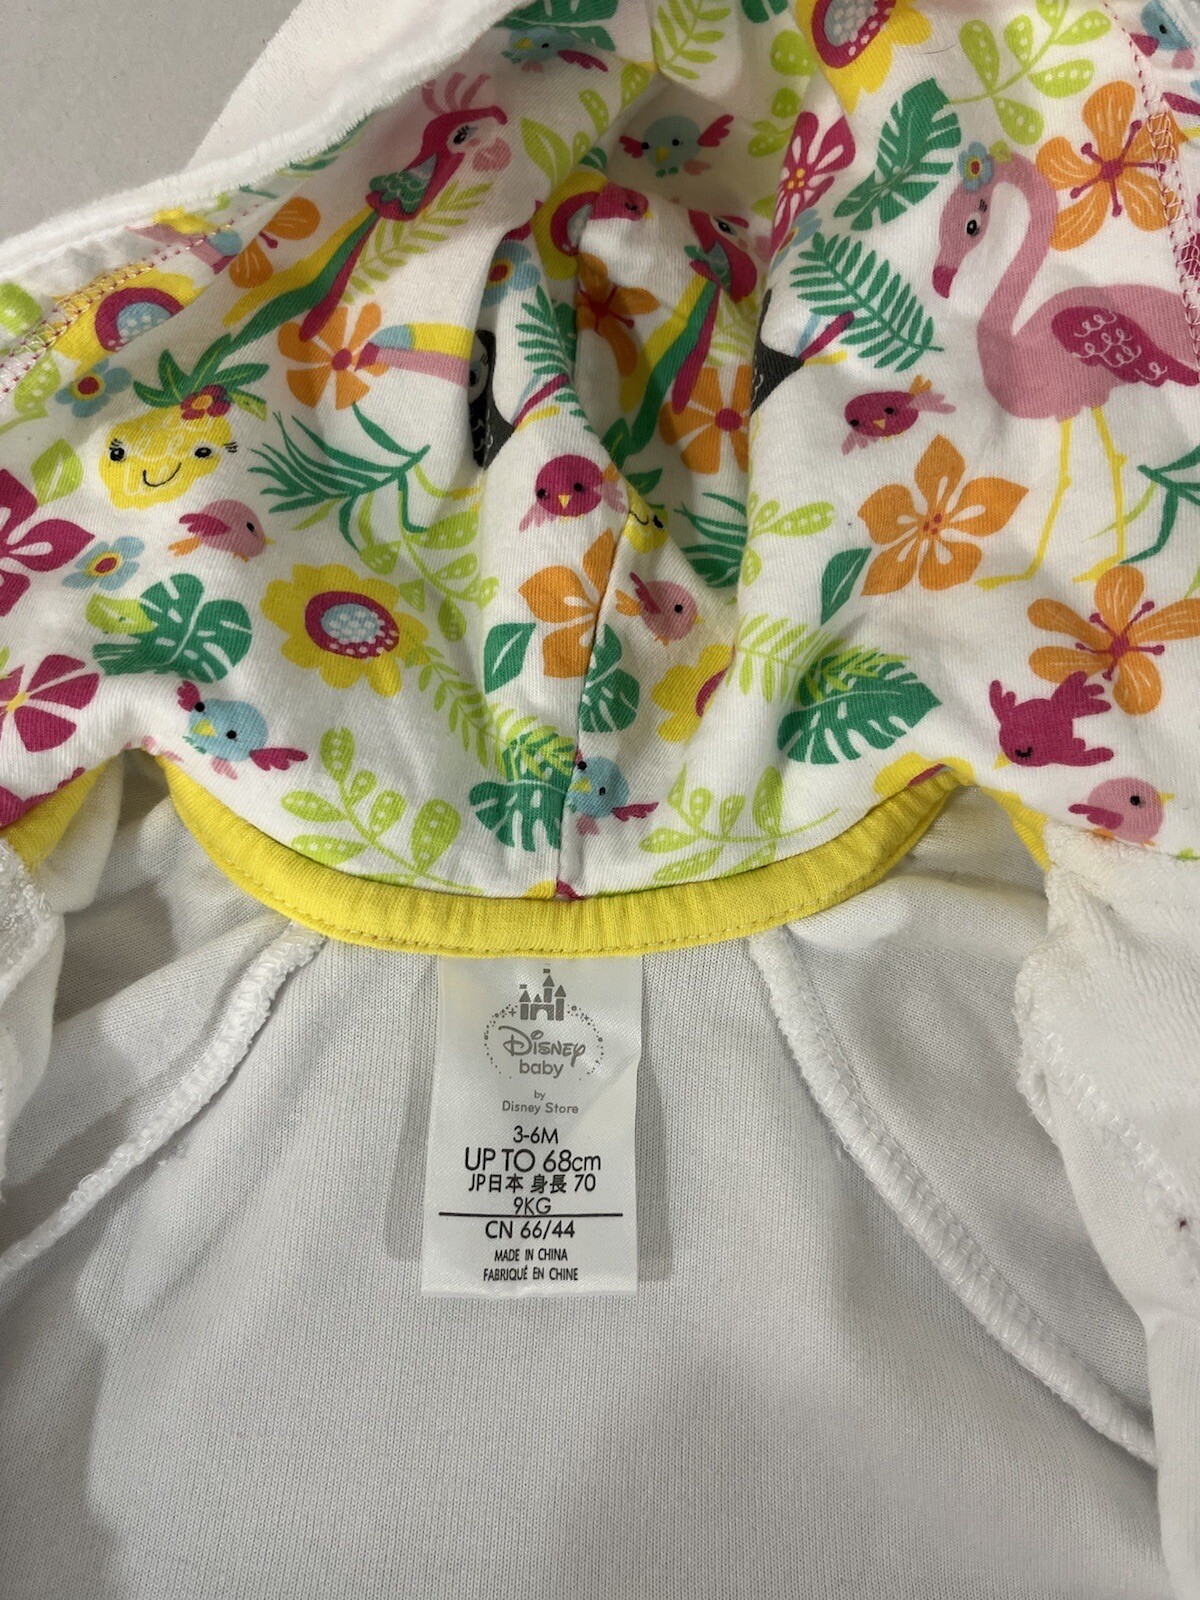 Disney
baby
by
Disney Store
3-6M
UP TO 68cm
JP日本 身長 70
9KG
CN 66/44
MADE IN CHINA
FABRIQUÉ EN CHINE